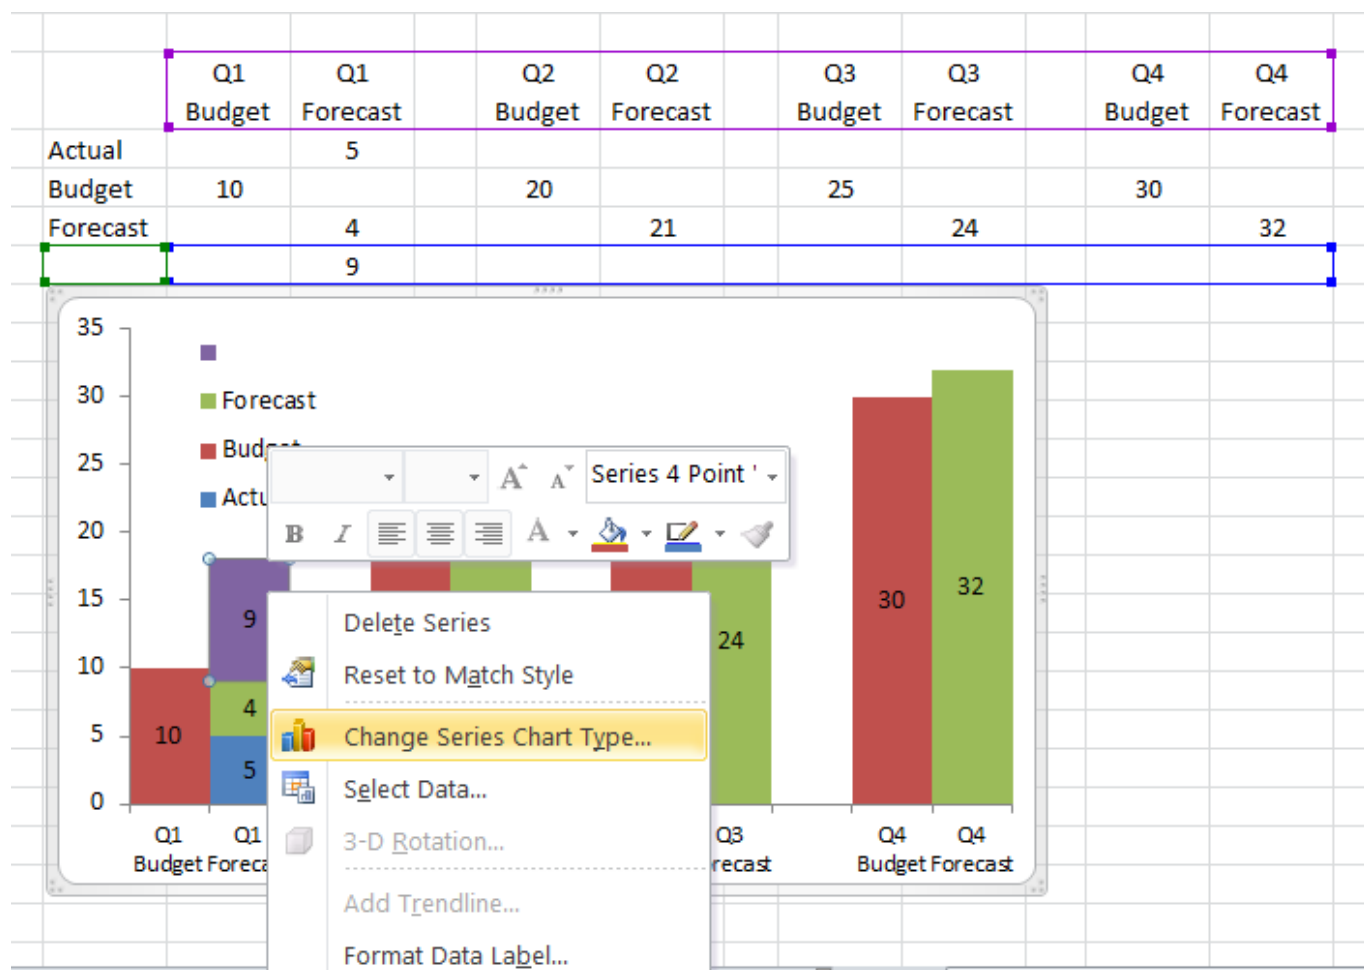 Q1 Q1 Q2 Q2 Q3 Q3 Q4 Q4
Budget Forecast Budget Forecast Budget Forecast Budget Forecast
Actual 5
Budget 10 20 25 30
Forecast 4 21 24 32
9
35
30 Forecast
25
20
15
10
5
0
Series 4 Point '
A A
B I A
9
4
10
5
24
30
32
Delete Series
Reset to Match Style
Change Series Chart Type...
Select Data...
3-D Rotation...
Add Trendline...
Format Data Label...
Q1 Q1 Q3 Q4 Q4
Budget Budget Forecast